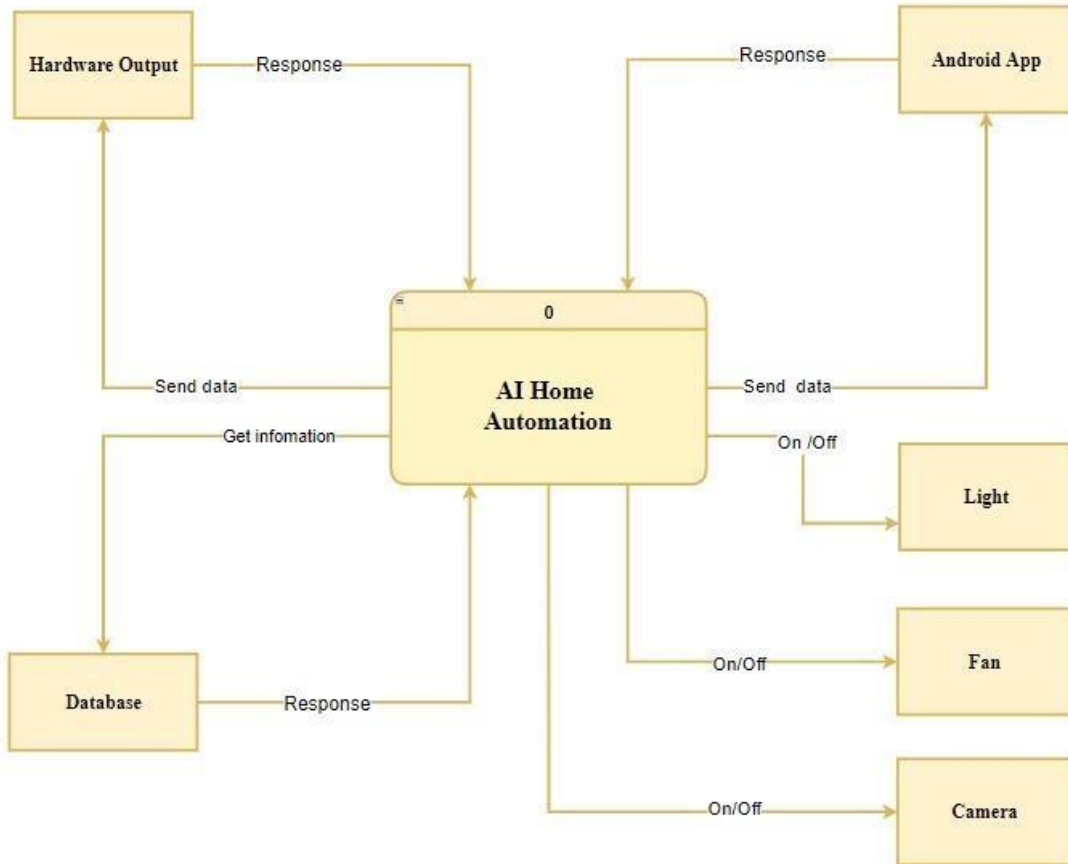 Hardware Output
Response
Response
Android App
0
AI Home
Automation
Send data
Send data
Get infomation
On /Off
Light
On/Off
Fan
Database
Response
On/Off
Camera